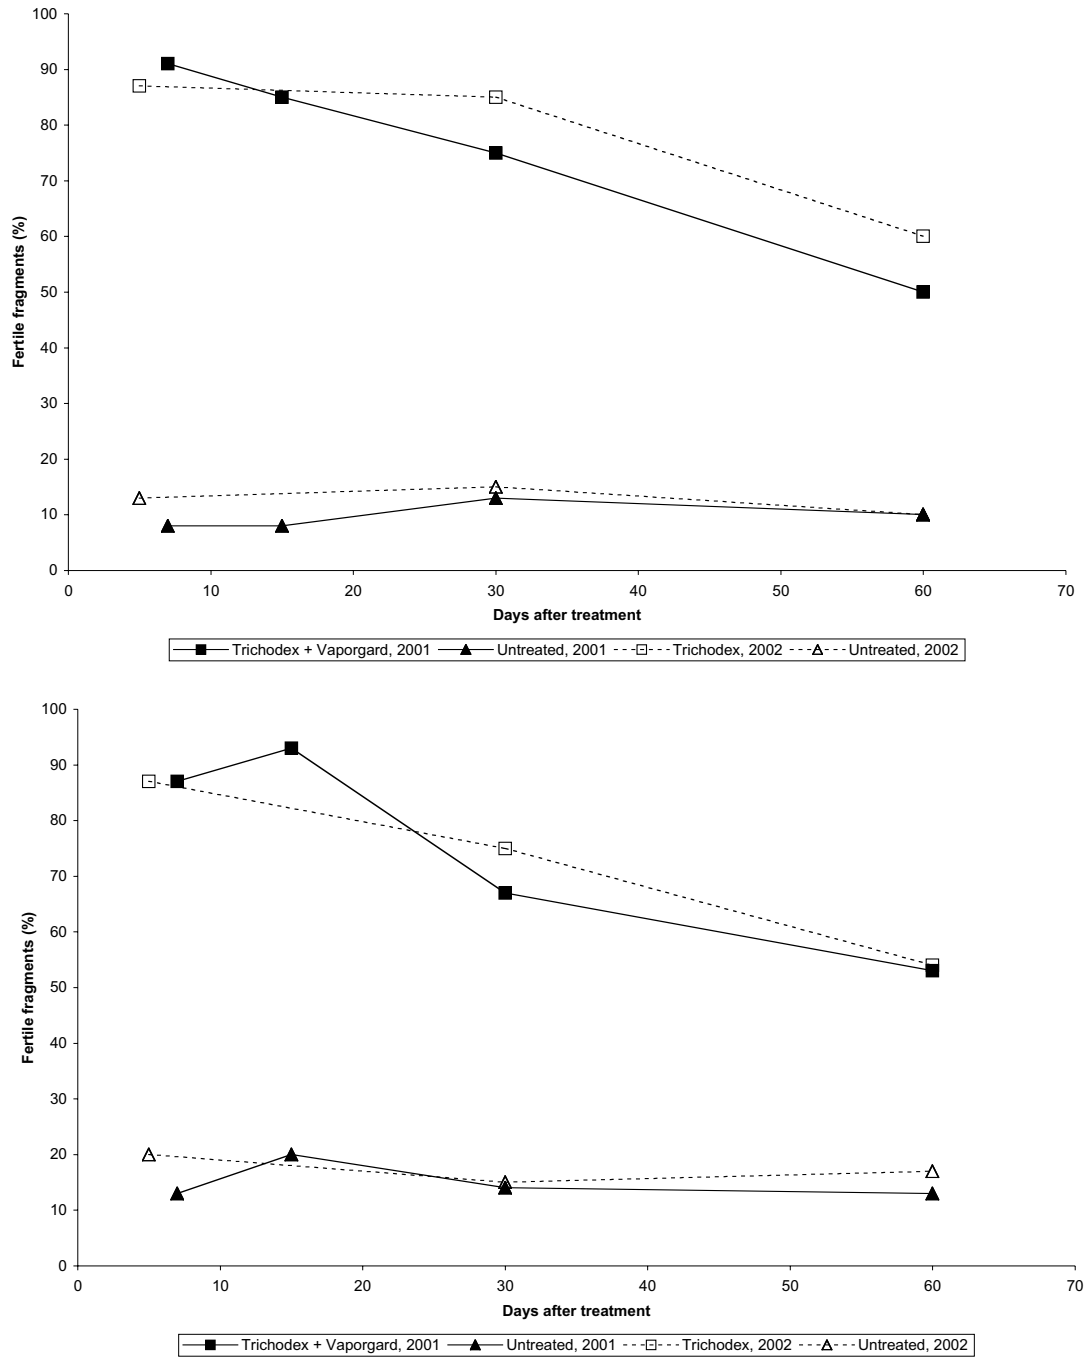 100
90
80
70
60
50
40
30
20
10
0
Fertile fragments (%)
0 10 20 30 40 50 60 70
Days after treatment
Trichodex + Vaporgard, 2001 Untreated, 2001 Trichodex, 2002 Untreated, 2002
100
90
80
70
60
50
40
30
20
10
0
Fertile fragments (%)
0 10 20 30 40 50 60 70
Days after treatment
Trichodex + Vaporgard, 2001 Untreated, 2001 Trichodex, 2002 Untreated, 2002